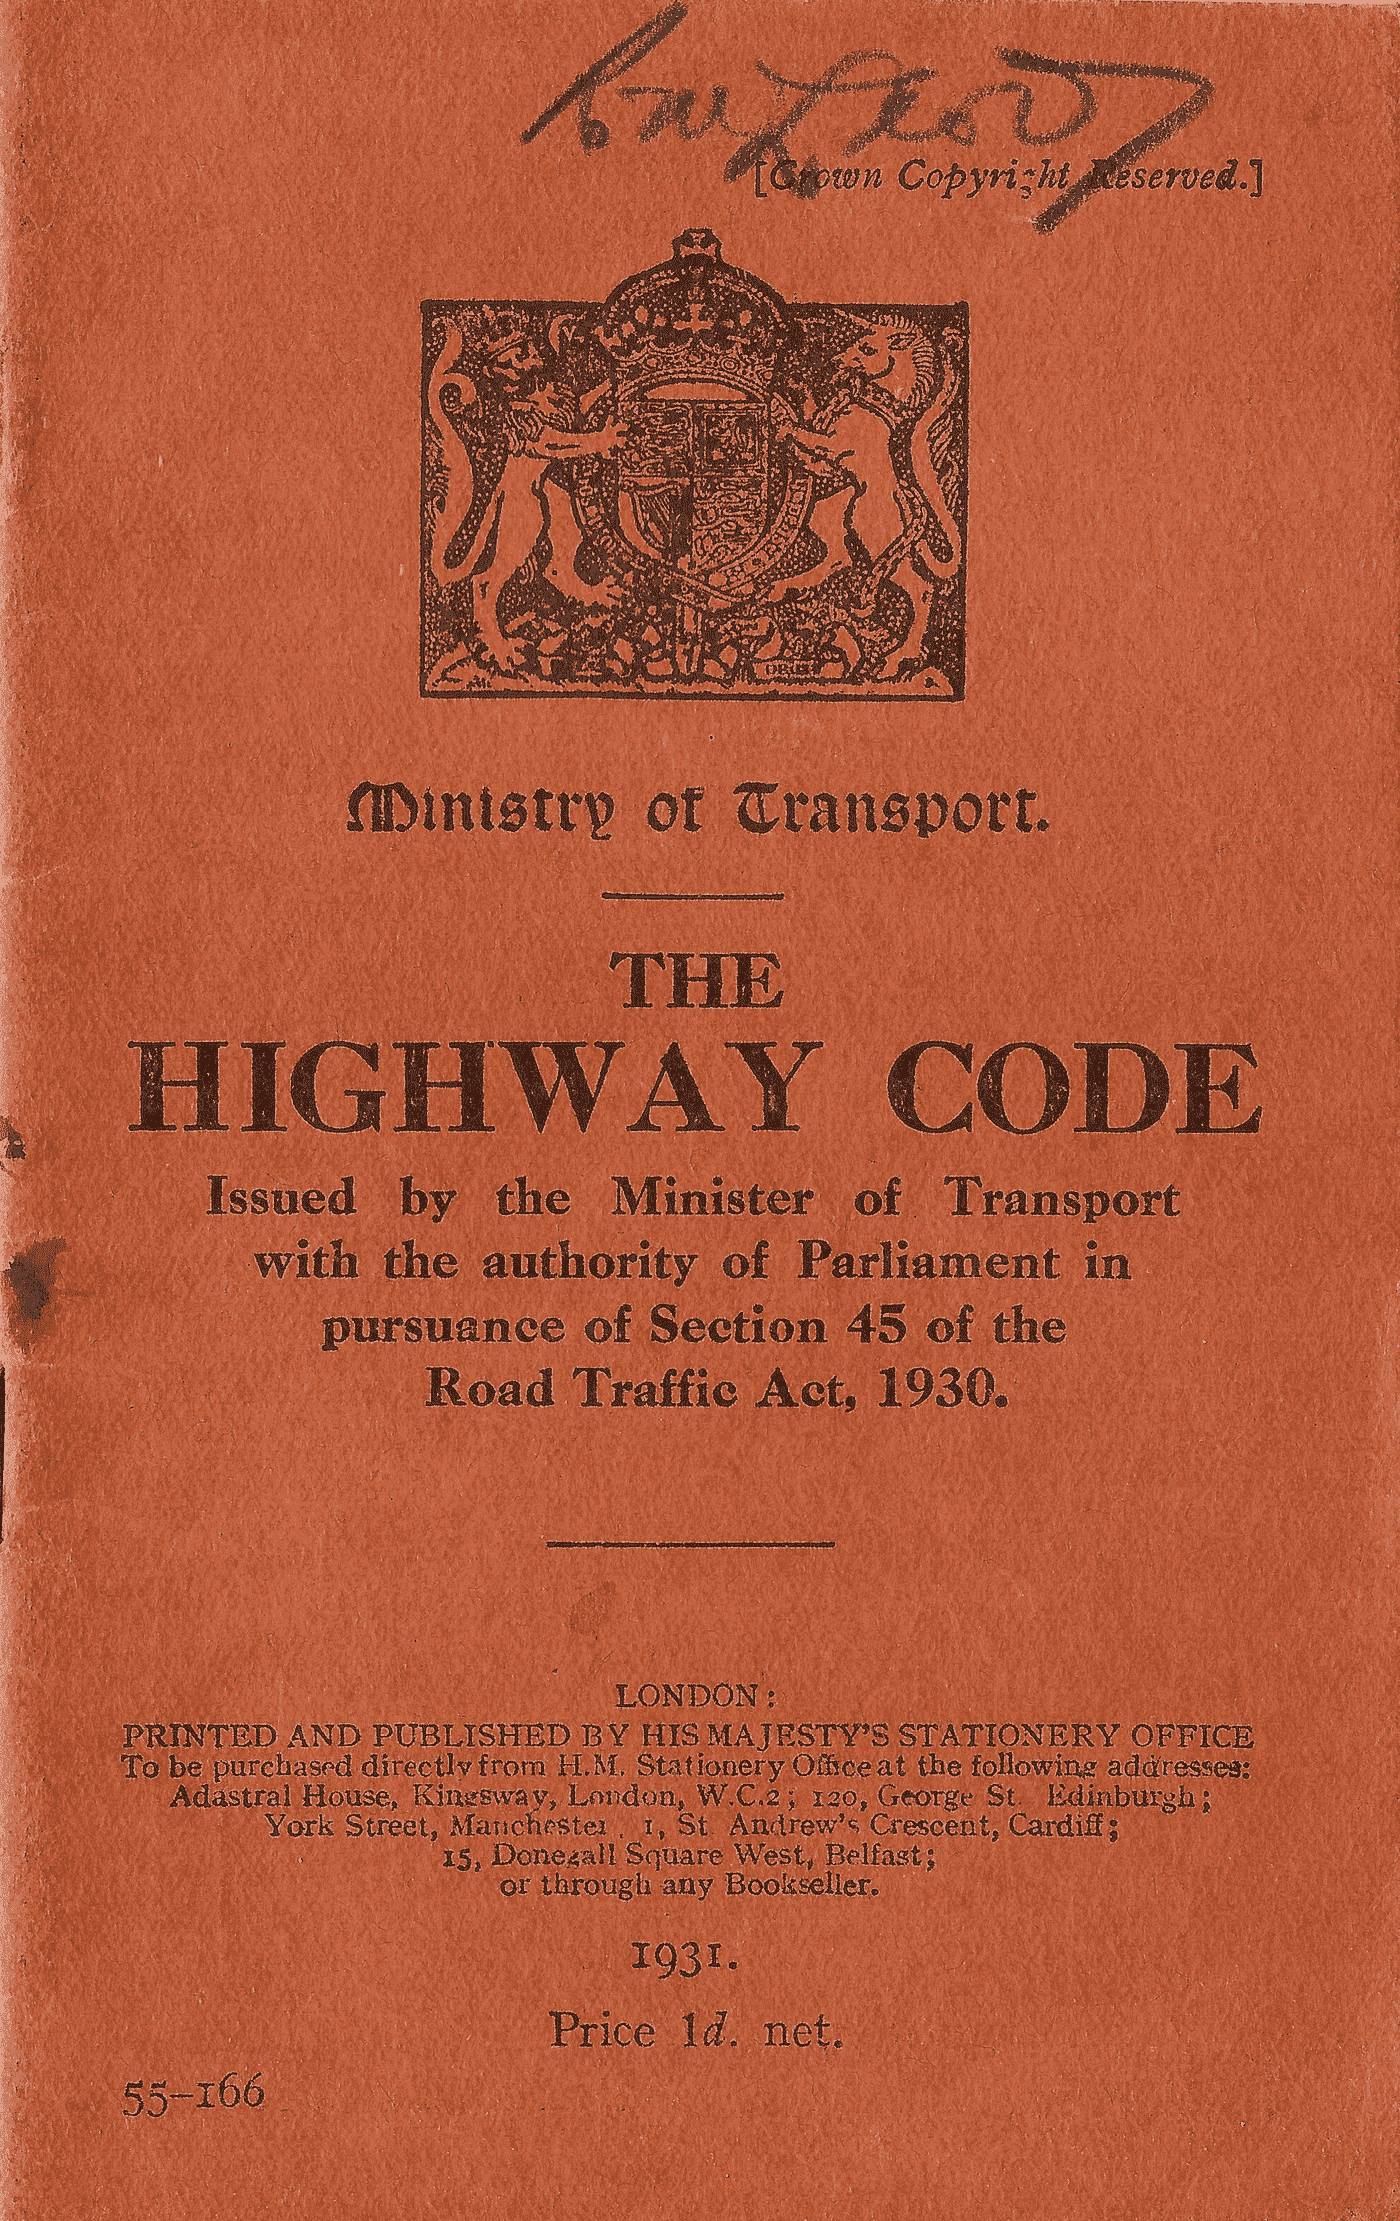 [Crown Copyright Reserved.]
Ministry of Transport.
THE
HIGHWAY CODE
Issued by the Minister of Transport
with the authority of Parliament in
pursuance of Section 45 of the
Road Traffic Act, 1930.
LONDON:
PRINTED AND PUBLISHED BY HIS MAJESTY'S STATIONERY OFFICE
To be purchased directly from H.M. Stationery Office at the following addresses:
Adastral House, Kingsway, London, W.C.2; 120, George St. Edinburgh;
York Street, Manchester, 1, St. Andrew's Crescent, Cardiff;
15, Donegall Square West, Belfast;
or through any Bookseller.
1931.
Price 1d. net.
55-166